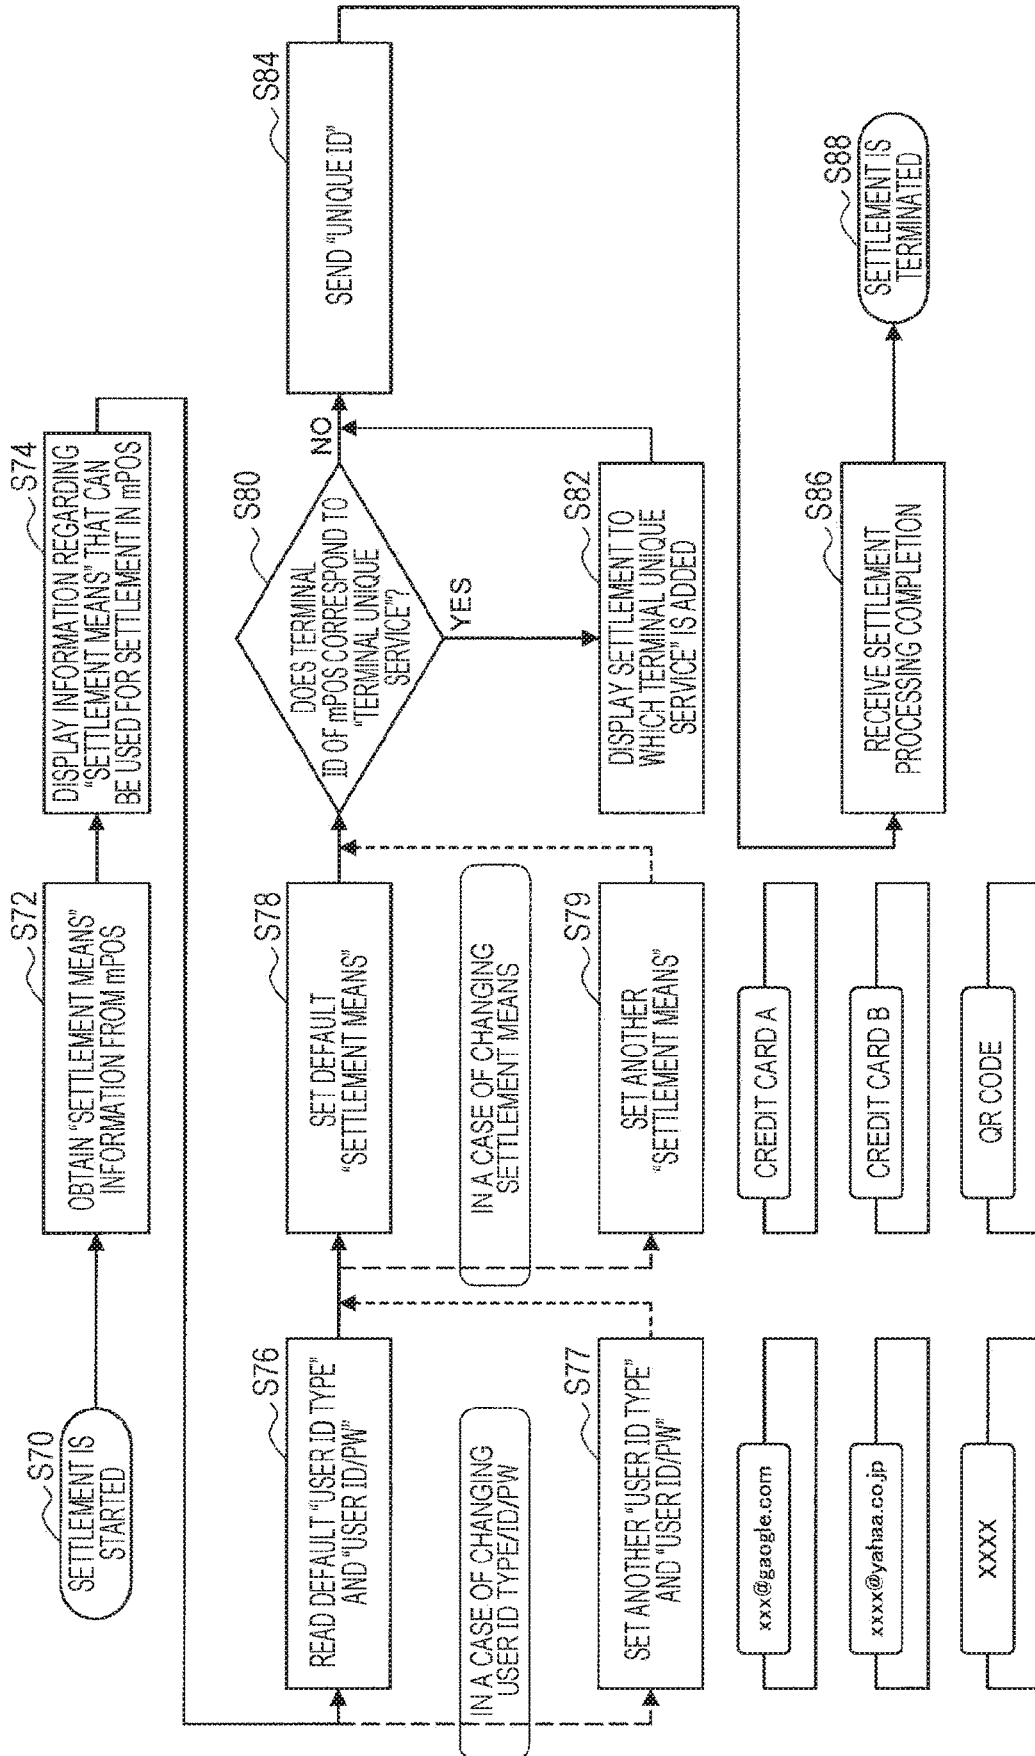 S70
SETTLEMENT IS
STARTED
S72
OBTAIN "SETTLEMENT MEANS"
INFORMATION FROM mPOS
S74
DISPLAY INFORMATION REGARDING
"SETTLEMENT MEANS" THAT CAN
BE USED FOR SETTLEMENT IN mPOS
S76
READ DEFAULT "USER ID TYPE"
AND "USER ID/PW"
IN A CASE OF CHANGING
USER ID TYPE/ID/PW
S77
SET ANOTHER "USER ID TYPE"
AND "USER ID/PW"
xxx@gaogle.com
xxxx@yahaa.co.jp
XXXX
S78
SET DEFAULT
"SETTLEMENT MEANS"
IN A CASE OF CHANGING
SETTLEMENT MEANS
S79
SET ANOTHER
"SETTLEMENT MEANS"
CREDIT CARD A
CREDIT CARD B
QR CODE
S80
DOES TERMINAL
ID OF mPOS CORRESPOND TO
"TERMINAL UNIQUE
SERVICE"?
NO
YES
S82
DISPLAY SETTLEMENT TO
WHICH TERMINAL UNIQUE
SERVICE" IS ADDED
S84
SEND "UNIQUE ID"
S86
RECEIVE SETTLEMENT
PROCESSING COMPLETION
S88
SETTLEMENT IS
TERMINATED